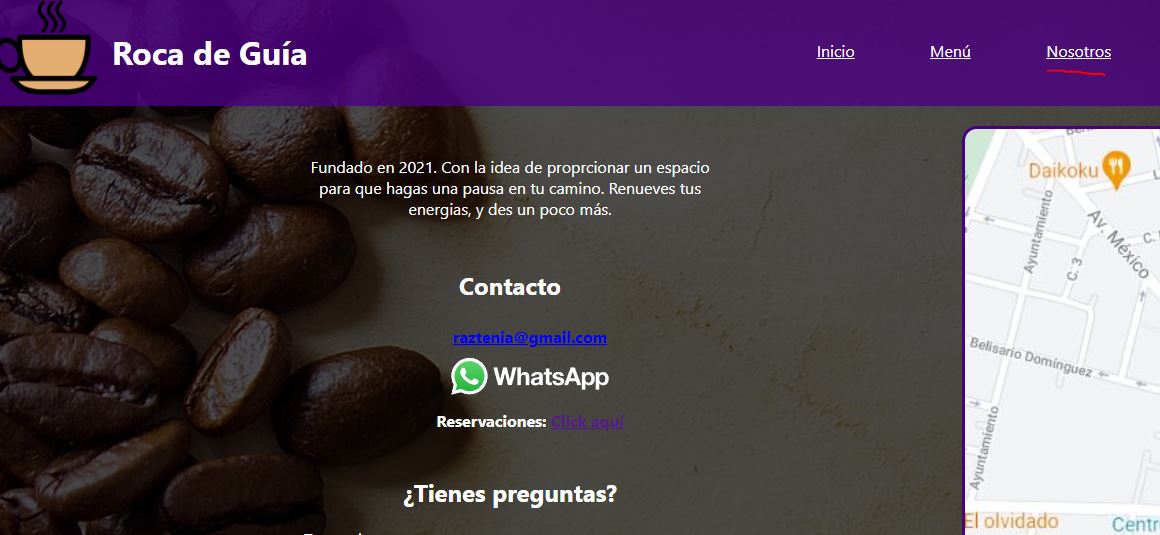 Roca de Guía
Inicio
Menú
Nosotros
Fundado en 2021. Con la idea de proprcionar un espacio
para que hagas una pausa en tu camino. Renueves tus
energias, y des un poco más.
Contacto
raztenia@gmail.com
WhatsApp
Reservaciones: Click aquí
¿Tienes preguntas?
Daikoku
Ayuntamiento
Av. México
C. 3
C.
Belisario Domínguez
Ayuntamiento
El olvidado